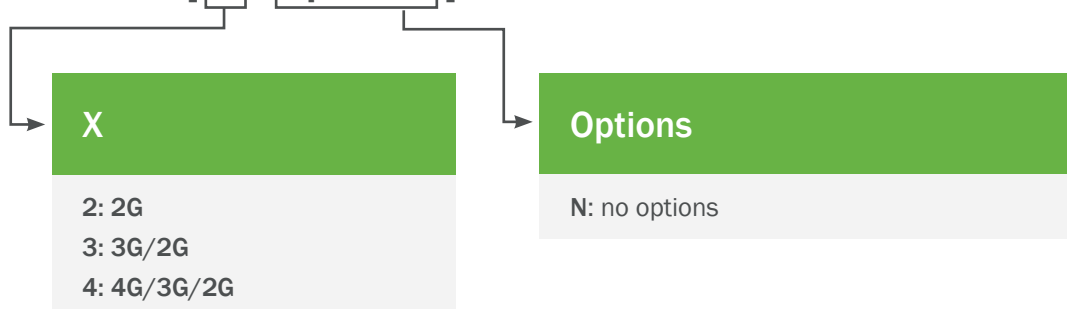 X
Options
2: 2G
3: 3G/2G
4: 4G/3G/2G
N: no options